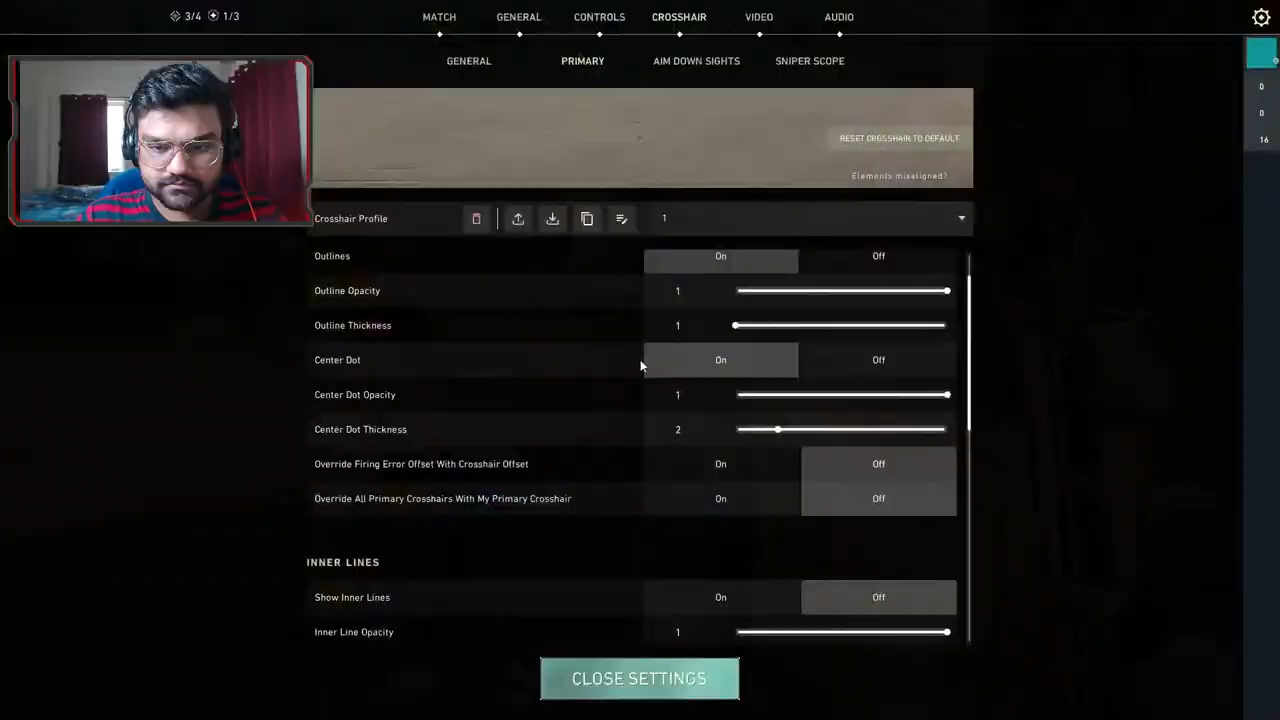 3/4 1/3
MATCH GENERAL CONTROLS CROSSHAIR VIDEO AUDIO
GENERAL PRIMARY AIM DOWN SIGHTS SNIPER SCOPE
RESET CROSSHAIR TO DEFAULT
Elements misaligned?
Crosshair Profile 1
Outlines On Off
Outline Opacity 1
Outline Thickness 1
Center Dot On Off
Center Dot Opacity 1
Center Dot Thickness 2
Override Firing Error Offset With Crosshair Offset On Off
Override All Primary Crosshairs With My Primary Crosshair On Off
INNER LINES
Show Inner Lines On Off
Inner Line Opacity 1
CLOSE SETTINGS
0
0
16